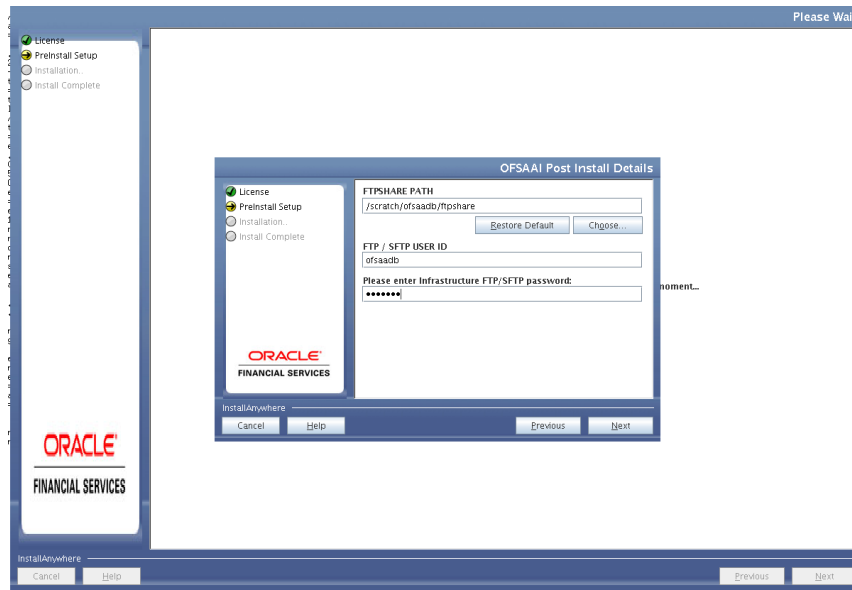 Please Wai
License
PreInstall Setup
Installation..
Install Complete
OFSAAI Post Install Details
License
PreInstall Setup
Installation..
Install Complete
FTPSHARE PATH
/scratch/ofsaadb/ftpshare
Restore Default
Choose...
FTP / SFTP USER ID
ofsaadb
Please enter Infrastructure FTP/SFTP password:
•••••••
noment...
ORACLE
FINANCIAL SERVICES
InstallAnywhere
Cancel
Help
Previous
Next
ORACLE
FINANCIAL SERVICES
InstallAnywhere
Cancel
Help
Previous
Next